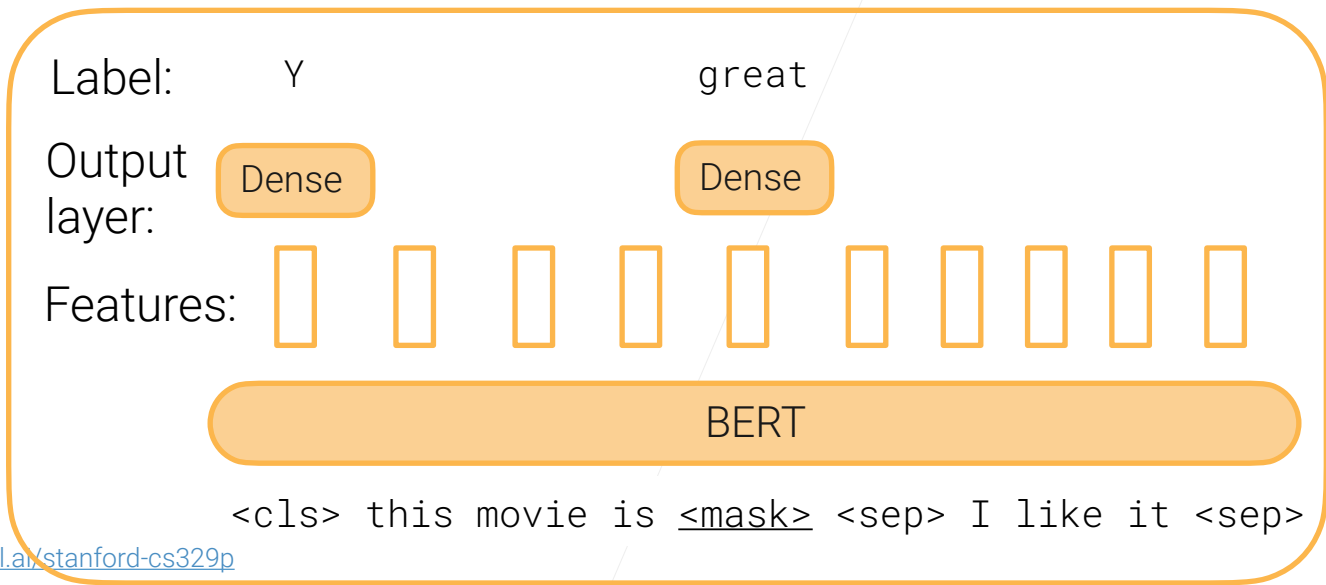 Label: Y great
Output layer: Dense Dense
Features:
BERT
<cls> this movie is <mask> <sep> I like it <sep>
l.ai/stanford-cs329p